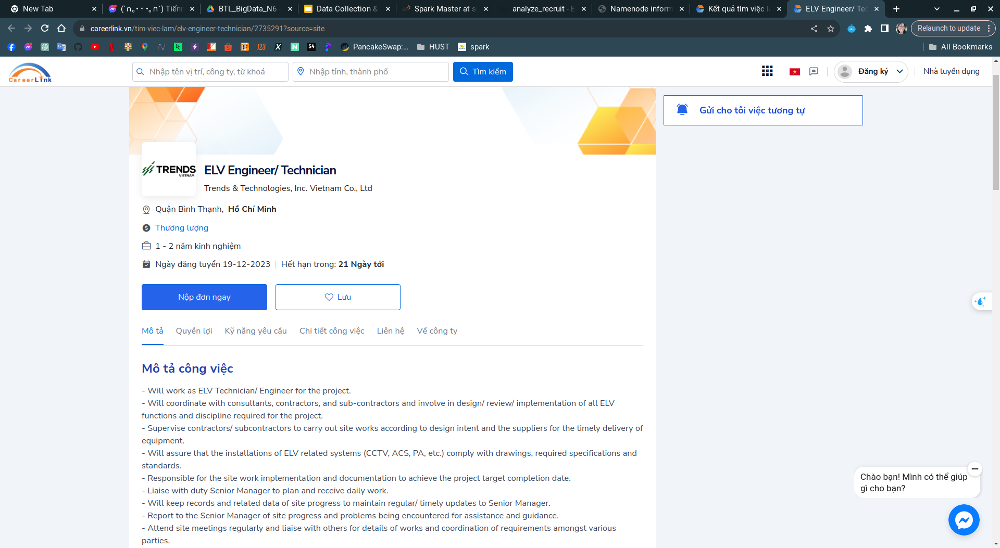 New Tab
(´∩｡• ᵕ •｡∩`) Tiến
BTL_BigData_N6 -
Data Collection &
Spark Master at s
analyze_recruit - E
Namenode inform
Kết quả tìm việc l
ELV Engineer/ Tec
careerlink.vn/tim-viec-lam/elv-engineer-technician/2735291?source=site
Relaunch to update
PancakeSwap:...
HUST
spark
All Bookmarks
CareerLink
Nhập tên vị trí, công ty, từ khoá
Nhập tỉnh, thành phố
Tìm kiếm
Đăng ký
Nhà tuyển dụng
Gửi cho tôi việc tương tự
TRENDS
VIETNAM
ELV Engineer/ Technician
Trends & Technologies, Inc. Vietnam Co., Ltd
Quận Bình Thạnh, Hồ Chí Minh
Thương lượng
1 - 2 năm kinh nghiệm
Ngày đăng tuyển 19-12-2023 | Hết hạn trong: 21 Ngày tới
Nộp đơn ngay
Lưu
Mô tả Quyền lợi Kỹ năng yêu cầu Chi tiết công việc Liên hệ Về công ty
Mô tả công việc
- Will work as ELV Technician/ Engineer for the project.
- Will coordinate with consultants, contractors, and sub-contractors and involve in design/ review/ implementation of all ELV
functions and discipline required for the project.
- Supervise contractors/ subcontractors to carry out site works according to design intent and the suppliers for the timely delivery of
equipment.
- Will assure that the installations of ELV related systems (CCTV, ACS, PA, etc.) comply with drawings, required specifications and
standards.
- Responsible for the site work implementation and documentation to achieve the project target completion date.
- Liaise with duty Senior Manager to plan and receive daily work.
- Will keep records and related data of site progress to maintain regular/ timely updates to Senior Manager.
- Report to the Senior Manager of site progress and problems being encountered for assistance and guidance.
- Attend site meetings regularly and liaise with others for details of works and coordination of requirements amongst various
parties.
Chào bạn! Mình có thể giúp
gì cho bạn?